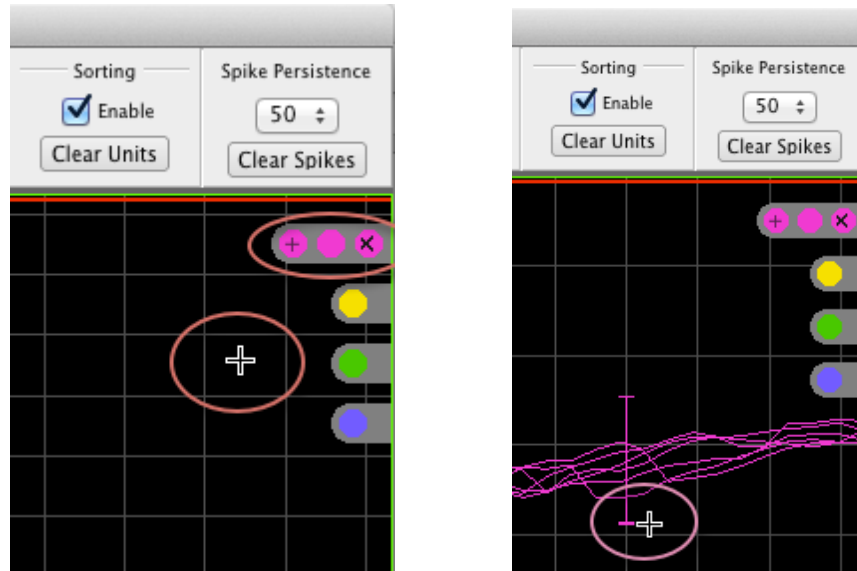 Sorting
Enable
Clear Units
Spike Persistence
50
Clear Spikes
Sorting
Enable
Clear Units
Spike Persistence
50
Clear Spikes